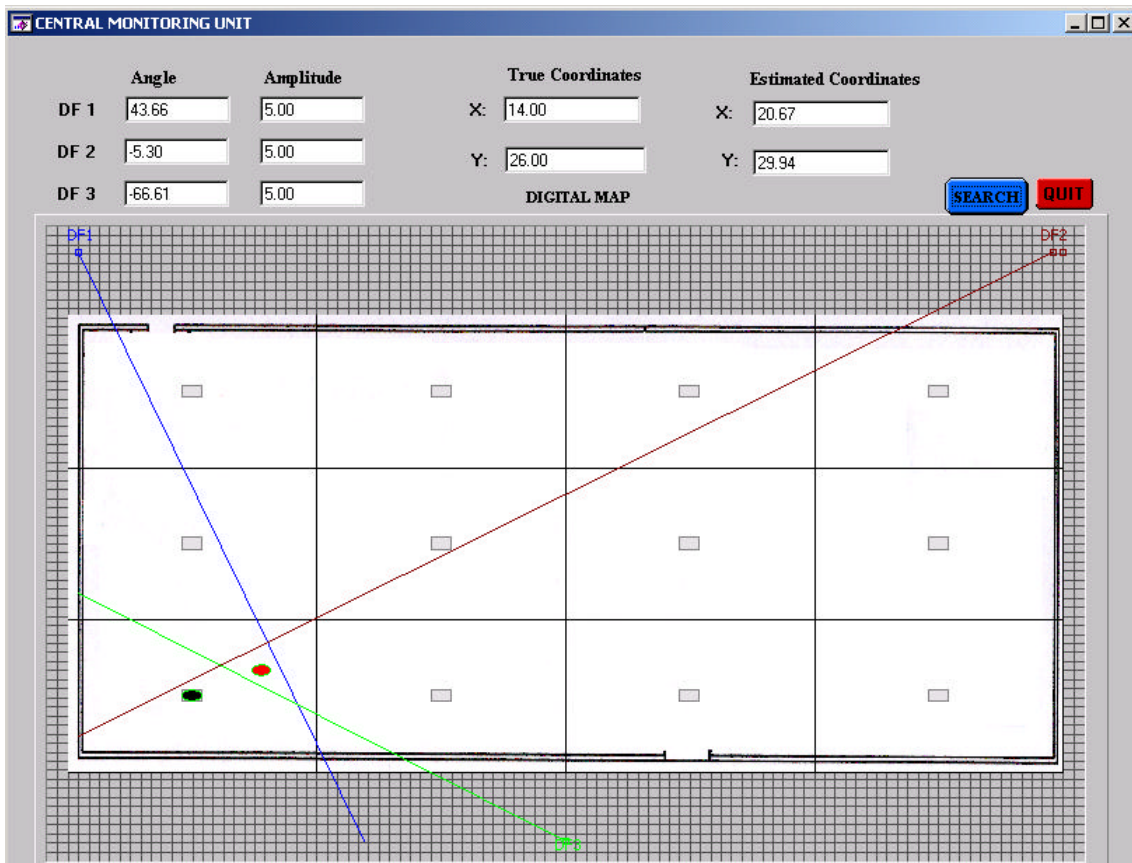 CENTRAL MONITORING UNIT
Angle Amplitude True Coordinates Estimated Coordinates
DF 1 43.66 5.00 X: 14.00 X: 20.67
DF 2 -5.30 5.00 Y: 26.00 Y: 29.94
DF 3 -66.61 5.00 DIGITAL MAP SEARCH QUIT
DF1 DF2
DF3